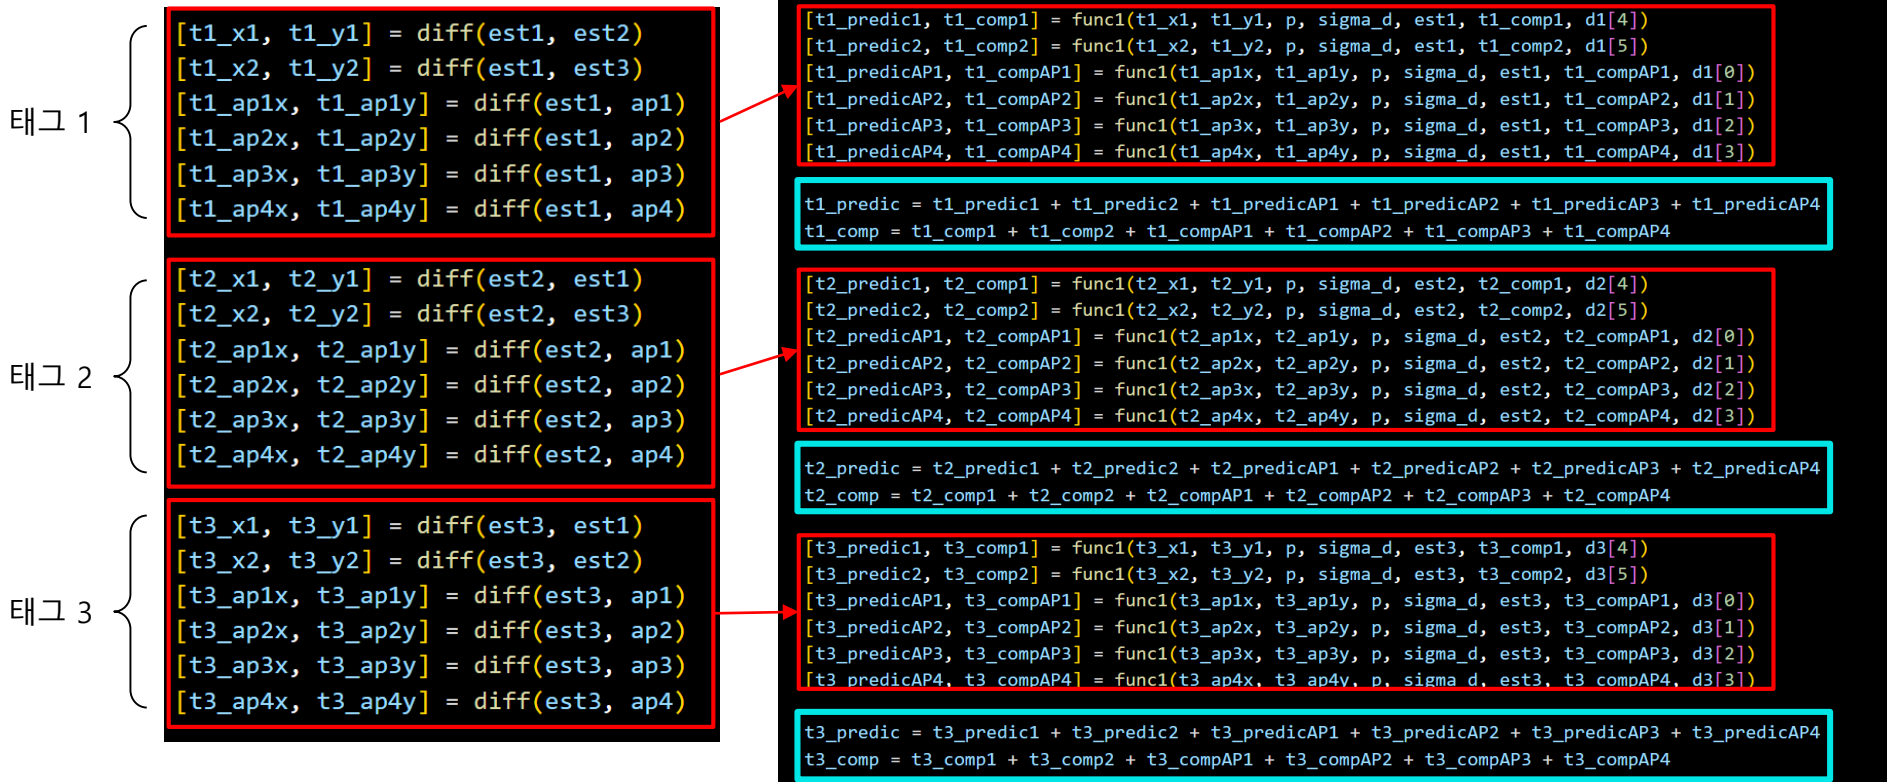 태그 1
[t1_x1, t1_y1] = diff(est1, est2)
[t1_x2, t1_y2] = diff(est1, est3)
[t1_ap1x, t1_ap1y] = diff(est1, ap1)
[t1_ap2x, t1_ap2y] = diff(est1, ap2)
[t1_ap3x, t1_ap3y] = diff(est1, ap3)
[t1_ap4x, t1_ap4y] = diff(est1, ap4)
[t1_predic1, t1_comp1] = func1(t1_x1, t1_y1, p, sigma_d, est1, t1_comp1, d1[4])
[t1_predic2, t1_comp2] = func1(t1_x2, t1_y2, p, sigma_d, est1, t1_comp2, d1[5])
[t1_predicAP1, t1_compAP1] = func1(t1_ap1x, t1_ap1y, p, sigma_d, est1, t1_compAP1, d1[0])
[t1_predicAP2, t1_compAP2] = func1(t1_ap2x, t1_ap2y, p, sigma_d, est1, t1_compAP2, d1[1])
[t1_predicAP3, t1_compAP3] = func1(t1_ap3x, t1_ap3y, p, sigma_d, est1, t1_compAP3, d1[2])
[t1_predicAP4, t1_compAP4] = func1(t1_ap4x, t1_ap4y, p, sigma_d, est1, t1_compAP4, d1[3])
t1_predic = t1_predic1 + t1_predic2 + t1_predicAP1 + t1_predicAP2 + t1_predicAP3 + t1_predicAP4
t1_comp = t1_comp1 + t1_comp2 + t1_compAP1 + t1_compAP2 + t1_compAP3 + t1_compAP4
태그 2
[t2_x1, t2_y1] = diff(est2, est1)
[t2_x2, t2_y2] = diff(est2, est3)
[t2_ap1x, t2_ap1y] = diff(est2, ap1)
[t2_ap2x, t2_ap2y] = diff(est2, ap2)
[t2_ap3x, t2_ap3y] = diff(est2, ap3)
[t2_ap4x, t2_ap4y] = diff(est2, ap4)
[t2_predic1, t2_comp1] = func1(t2_x1, t2_y1, p, sigma_d, est2, t2_comp1, d2[4])
[t2_predic2, t2_comp2] = func1(t2_x2, t2_y2, p, sigma_d, est2, t2_comp2, d2[5])
[t2_predicAP1, t2_compAP1] = func1(t2_ap1x, t2_ap1y, p, sigma_d, est2, t2_compAP1, d2[0])
[t2_predicAP2, t2_compAP2] = func1(t2_ap2x, t2_ap2y, p, sigma_d, est2, t2_compAP2, d2[1])
[t2_predicAP3, t2_compAP3] = func1(t2_ap3x, t2_ap3y, p, sigma_d, est2, t2_compAP3, d2[2])
[t2_predicAP4, t2_compAP4] = func1(t2_ap4x, t2_ap4y, p, sigma_d, est2, t2_compAP4, d2[3])
t2_predic = t2_predic1 + t2_predic2 + t2_predicAP1 + t2_predicAP2 + t2_predicAP3 + t2_predicAP4
t2_comp = t2_comp1 + t2_comp2 + t2_compAP1 + t2_compAP2 + t2_compAP3 + t2_compAP4
태그 3
[t3_x1, t3_y1] = diff(est3, est1)
[t3_x2, t3_y2] = diff(est3, est2)
[t3_ap1x, t3_ap1y] = diff(est3, ap1)
[t3_ap2x, t3_ap2y] = diff(est3, ap2)
[t3_ap3x, t3_ap3y] = diff(est3, ap3)
[t3_ap4x, t3_ap4y] = diff(est3, ap4)
[t3_predic1, t3_comp1] = func1(t3_x1, t3_y1, p, sigma_d, est3, t3_comp1, d3[4])
[t3_predic2, t3_comp2] = func1(t3_x2, t3_y2, p, sigma_d, est3, t3_comp2, d3[5])
[t3_predicAP1, t3_compAP1] = func1(t3_ap1x, t3_ap1y, p, sigma_d, est3, t3_compAP1, d3[0])
[t3_predicAP2, t3_compAP2] = func1(t3_ap2x, t3_ap2y, p, sigma_d, est3, t3_compAP2, d3[1])
[t3_predicAP3, t3_compAP3] = func1(t3_ap3x, t3_ap3y, p, sigma_d, est3, t3_compAP3, d3[2])
[t3_predicAP4, t3_compAP4] = func1(t3_ap4x, t3_ap4y, p, sigma_d, est3, t3_compAP4, d3[3])
t3_predic = t3_predic1 + t3_predic2 + t3_predicAP1 + t3_predicAP2 + t3_predicAP3 + t3_predicAP4
t3_comp = t3_comp1 + t3_comp2 + t3_compAP1 + t3_compAP2 + t3_compAP3 + t3_compAP4